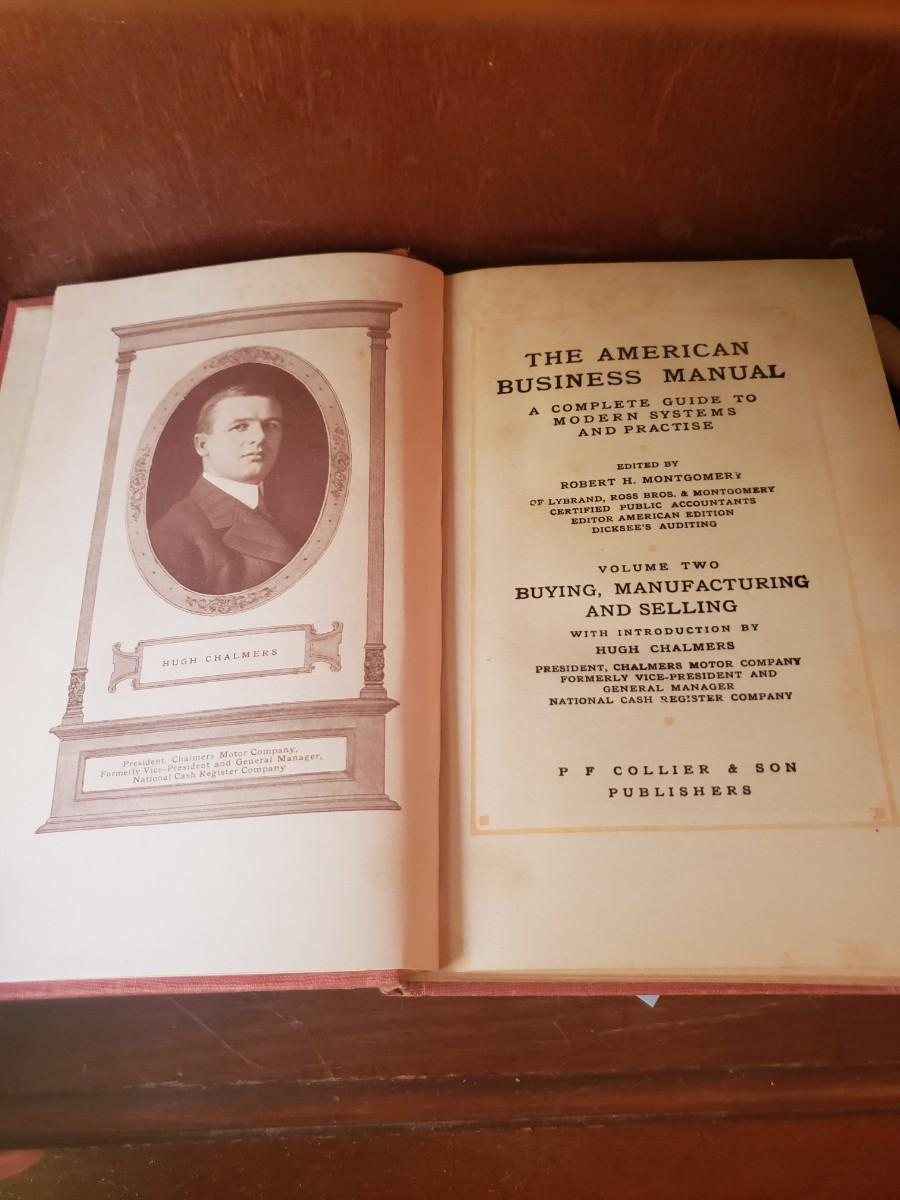 HUGH CHALMERS
President, Chalmers Motor Company,
Formerly Vice-President and General Manager,
National Cash Register Company
THE AMERICAN
BUSINESS MANUAL
A COMPLETE GUIDE TO
MODERN SYSTEMS
AND PRACTISE
EDITED BY
ROBERT H. MONTGOMERY
OF LYBRAND, ROSS BROS. & MONTGOMERY
CERTIFIED PUBLIC ACCOUNTANTS
EDITOR AMERICAN EDITION
DICKSEE'S AUDITING
VOLUME TWO
BUYING, MANUFACTURING
AND SELLING
WITH INTRODUCTION BY
HUGH CHALMERS
PRESIDENT, CHALMERS MOTOR COMPANY
FORMERLY VICE-PRESIDENT AND
GENERAL MANAGER
NATIONAL CASH REGISTER COMPANY
P F COLLIER & SON
PUBLISHERS